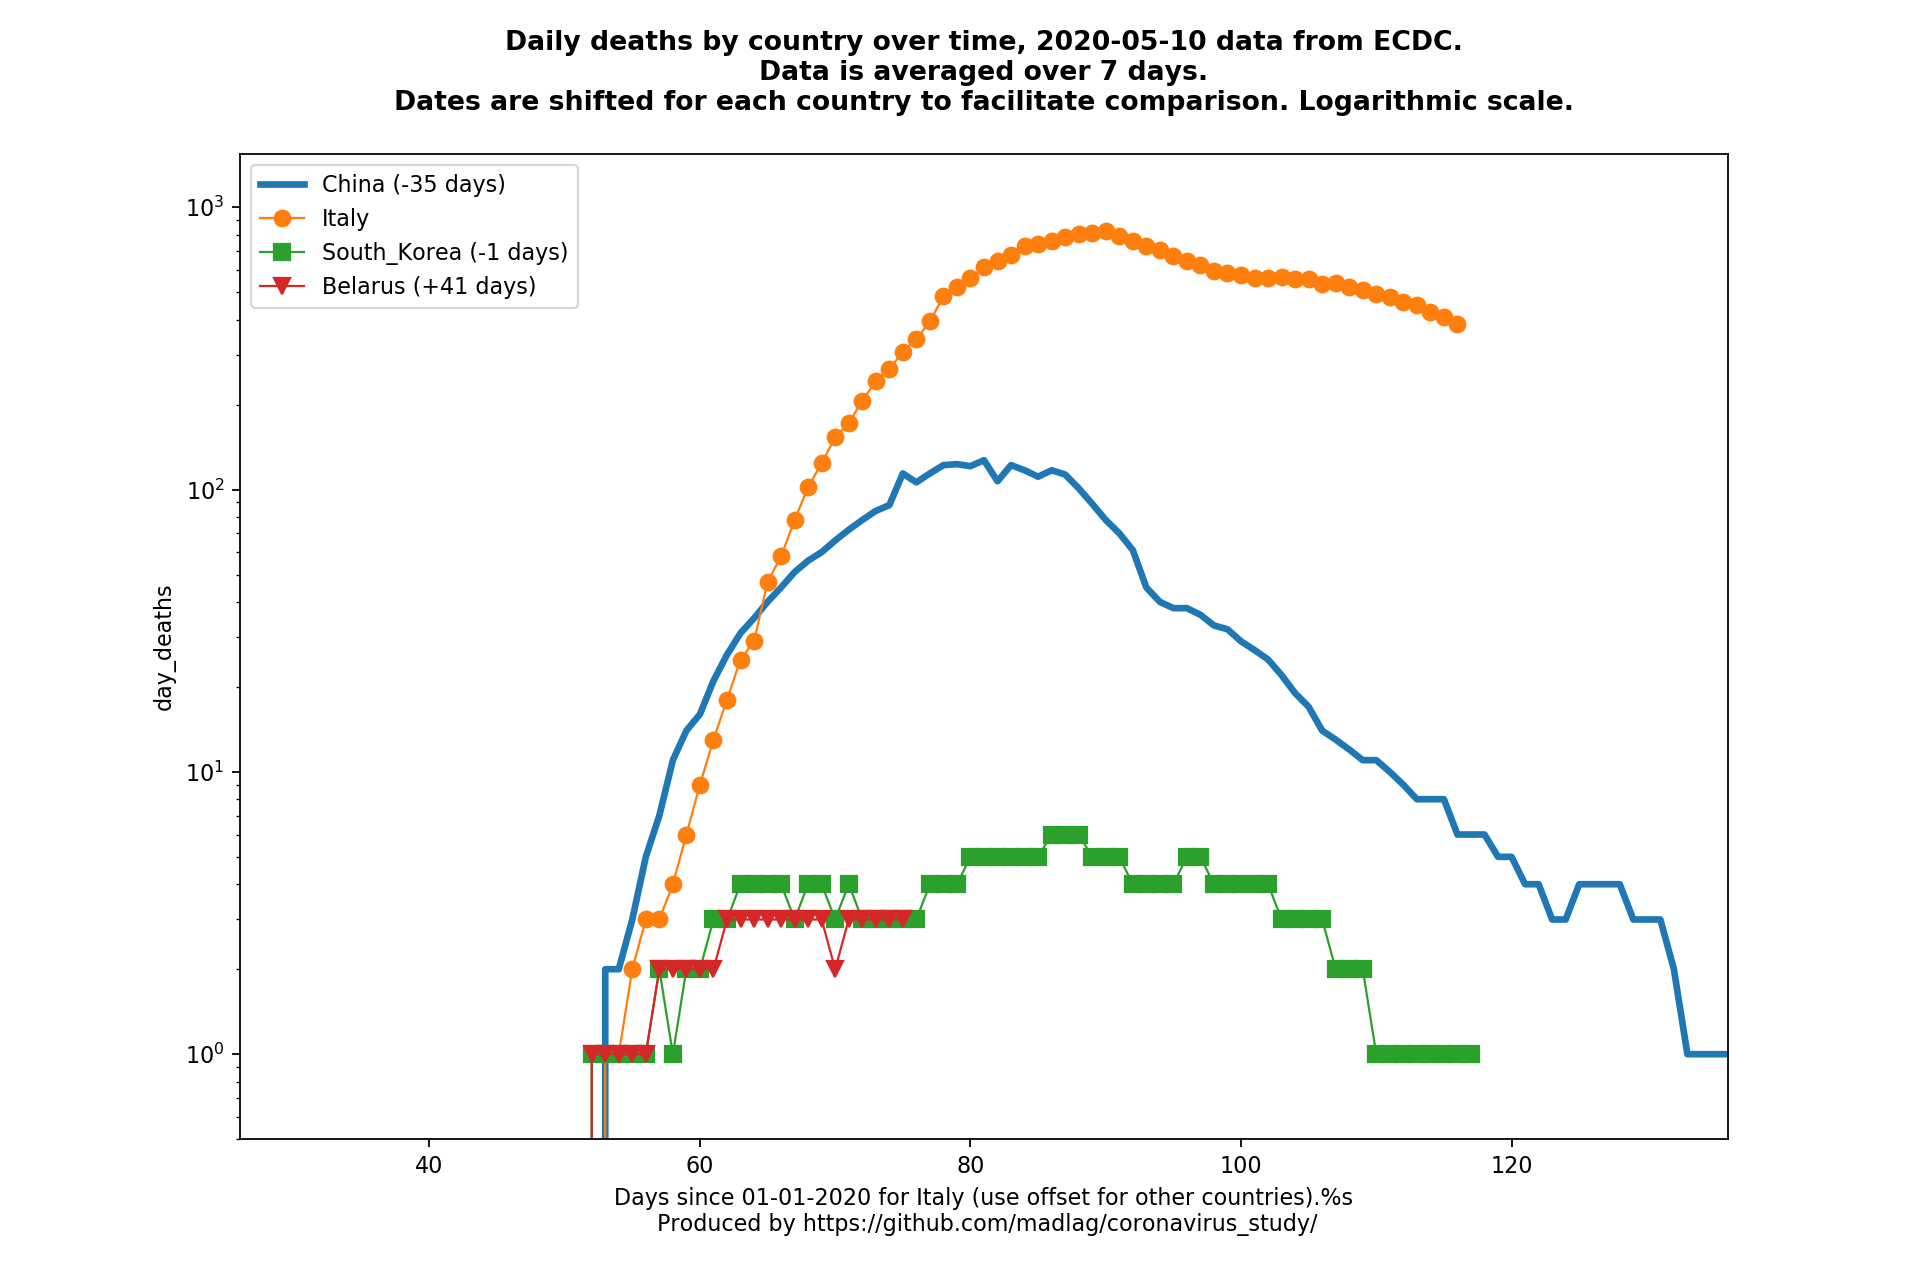 Daily deaths by country over time, 2020-05-10 data from ECDC.
Data is averaged over 7 days.
Dates are shifted for each country to facilitate comparison. Logarithmic scale.
China (-35 days)
Italy
South_Korea (-1 days)
Belarus (+41 days)
10³
10²
10¹
10⁰
day_deaths
40 60 80 100 120
Days since 01-01-2020 for Italy (use offset for other countries).%s
Produced by https://github.com/madlag/coronavirus_study/